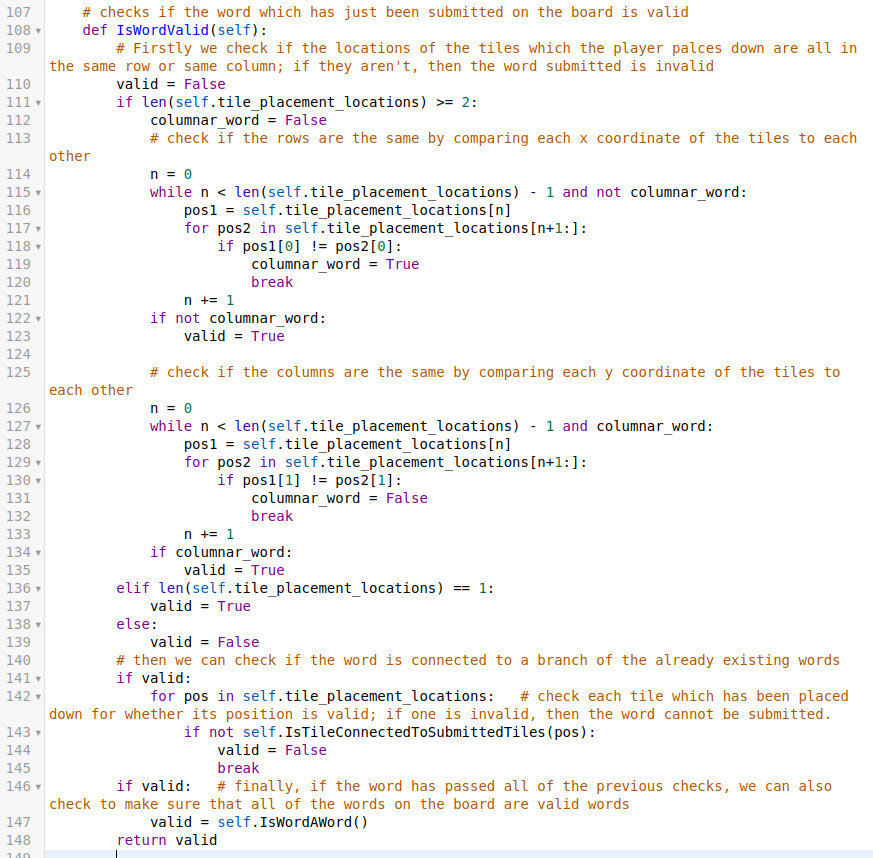 107 # checks if the word which has just been submitted on the board is valid
108 def IsWordValid(self):
109 # Firstly we check if the locations of the tiles which the player palces down are all in
the same row or same column; if they aren't, then the word submitted is invalid
110 valid = False
111 if len(self.tile_placement_locations) >= 2:
112 columnar_word = False
113 # check if the rows are the same by comparing each x coordinate of the tiles to each
other
114 n = 0
115 while n < len(self.tile_placement_locations) - 1 and not columnar_word:
116 pos1 = self.tile_placement_locations[n]
117 for pos2 in self.tile_placement_locations[n+1:]:
118 if pos1[0] != pos2[0]:
119 columnar_word = True
120 break
121 n += 1
122 if not columnar_word:
123 valid = True
124
125 # check if the columns are the same by comparing each y coordinate of the tiles to
each other
126 n = 0
127 while n < len(self.tile_placement_locations) - 1 and columnar_word:
128 pos1 = self.tile_placement_locations[n]
129 for pos2 in self.tile_placement_locations[n+1:]:
130 if pos1[1] != pos2[1]:
131 columnar_word = False
132 break
133 n += 1
134 if columnar_word:
135 valid = True
136 elif len(self.tile_placement_locations) == 1:
137 valid = True
138 else:
139 valid = False
140 # then we can check if the word is connected to a branch of the already existing words
141 if valid:
142 for pos in self.tile_placement_locations: # check each tile which has been placed
down for whether its position is valid; if one is invalid, then the word cannot be submitted.
143 if not self.IsTileConnectedToSubmittedTiles(pos):
144 valid = False
145 break
146 if valid: # finally, if the word has passed all of the previous checks, we can also
check to make sure that all of the words on the board are valid words
147 valid = self.IsWordAWord()
148 return valid
149